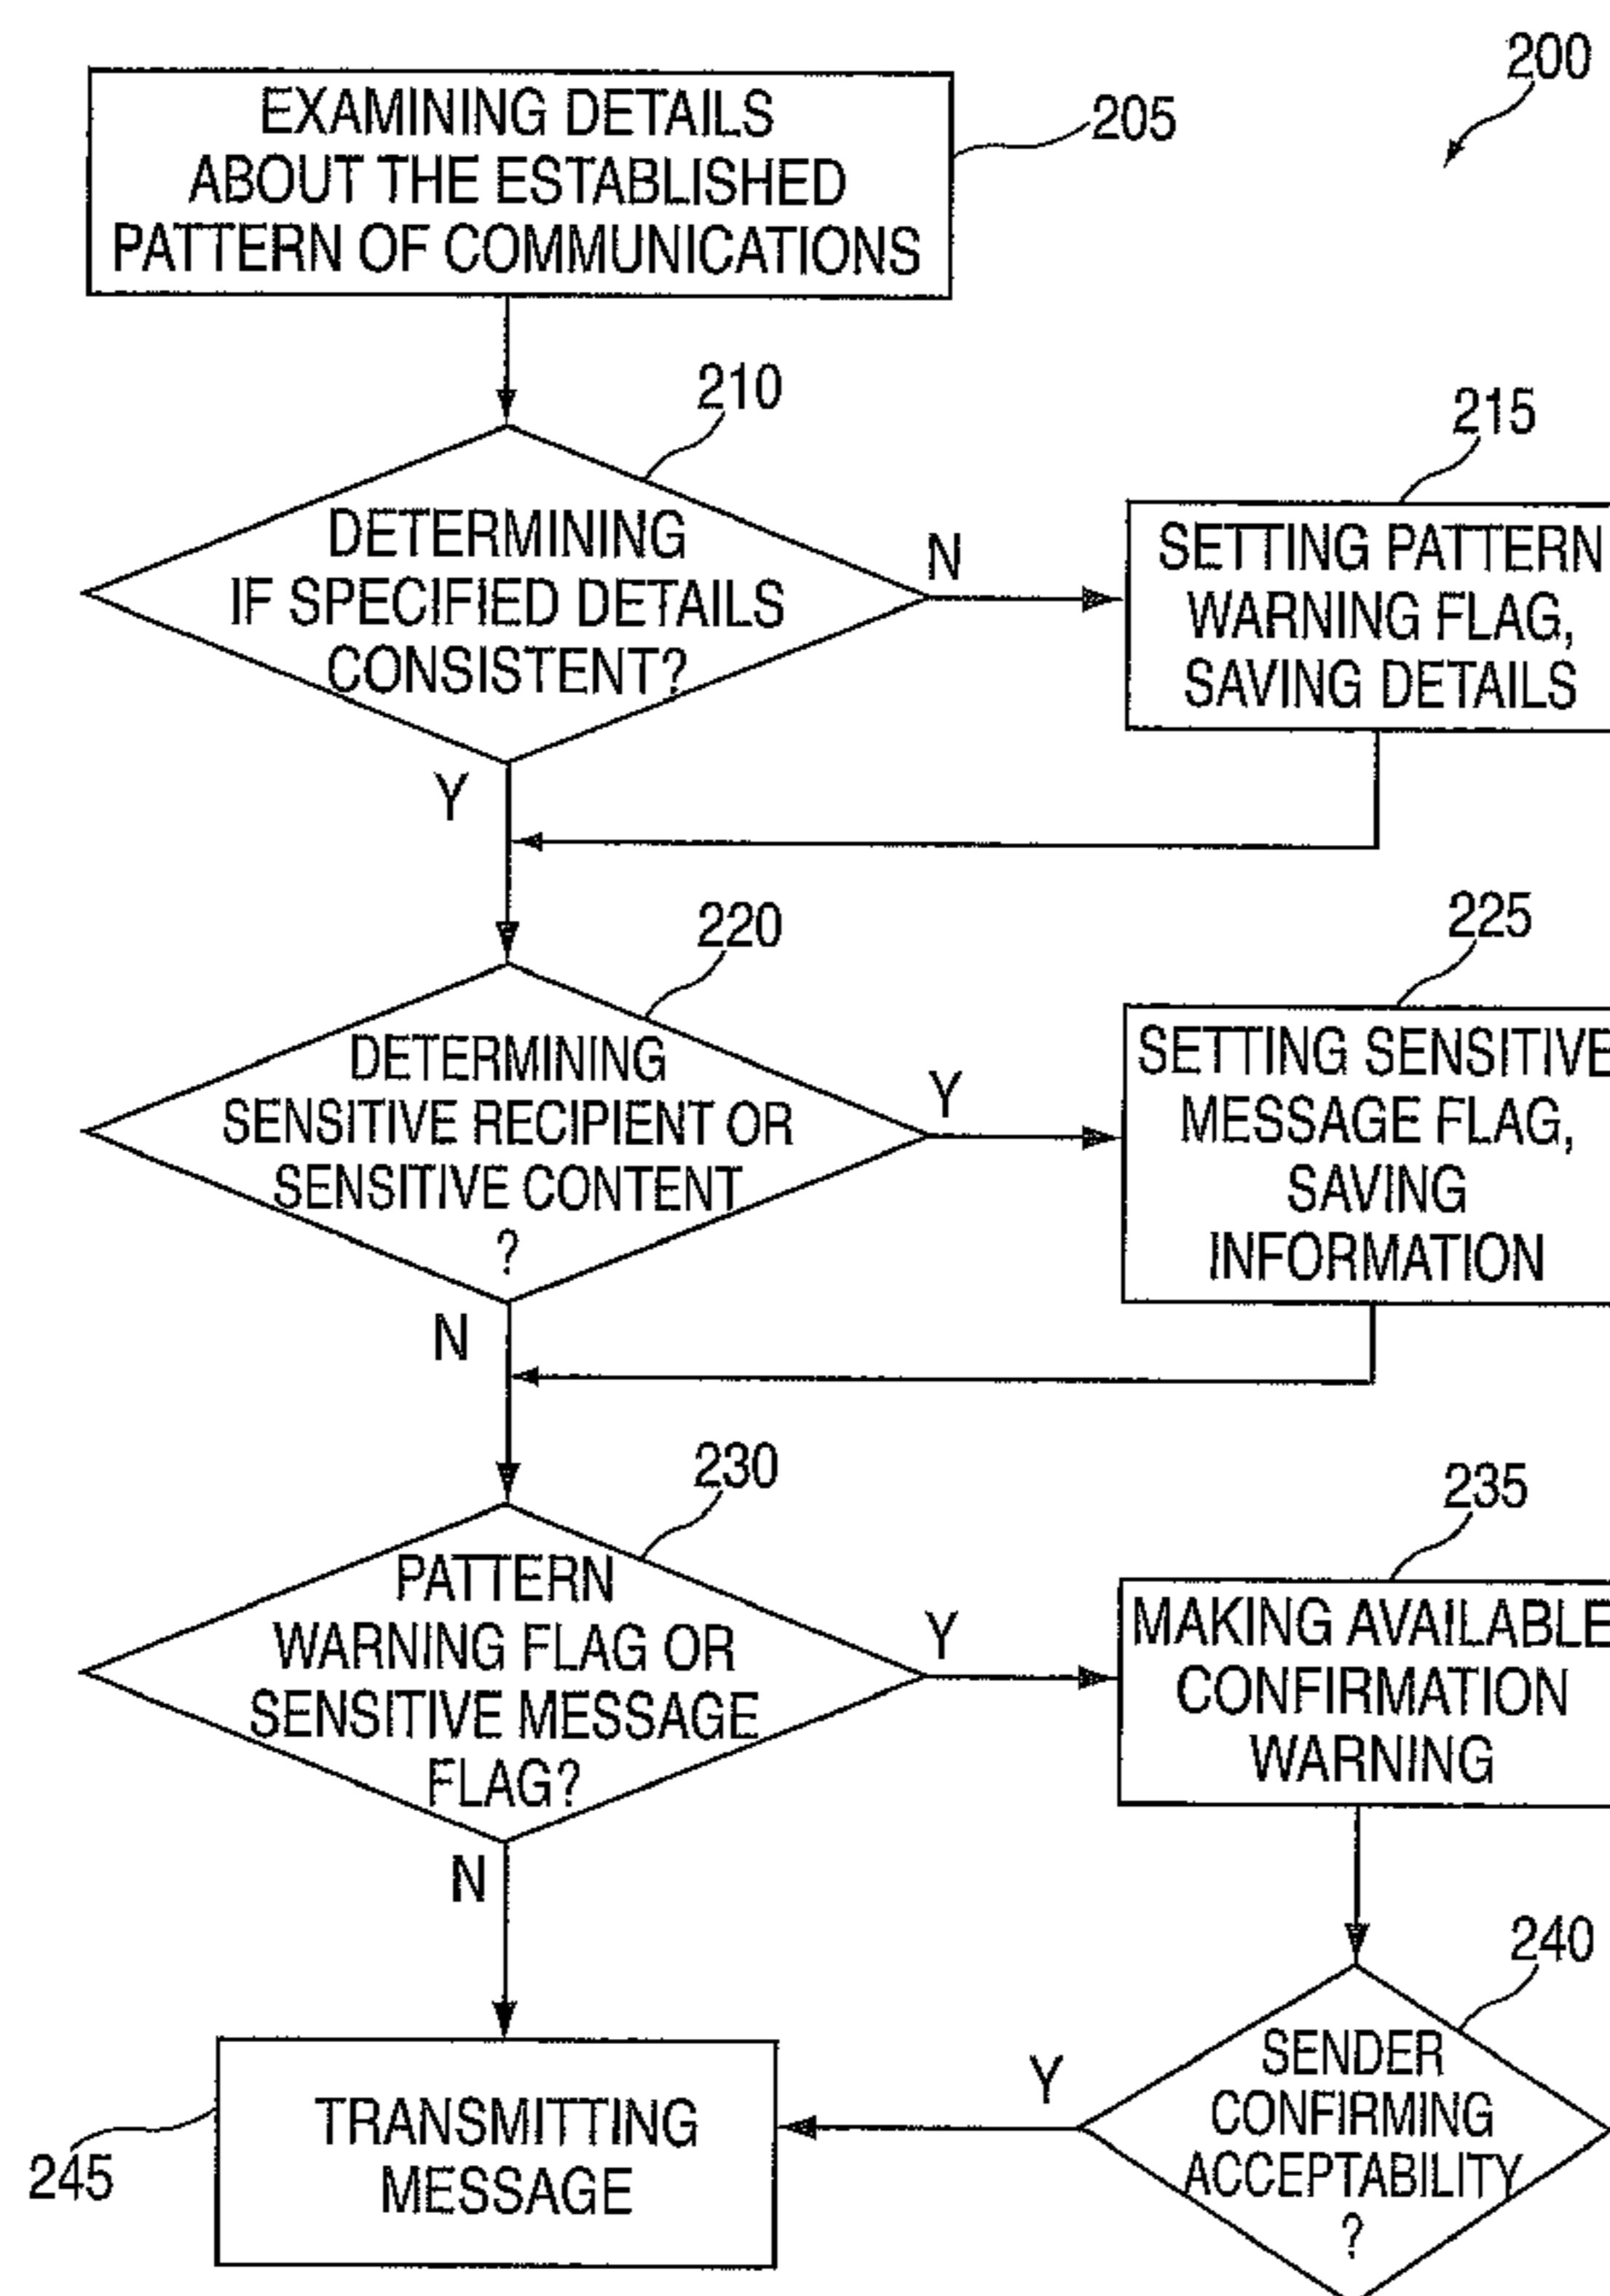 200
EXAMINING DETAILS
ABOUT THE ESTABLISHED
PATTERN OF COMMUNICATIONS
205
210
DETERMINING
IF SPECIFIED DETAILS
CONSISTENT?
N
Y
215
SETTING PATTERN
WARNING FLAG,
SAVING DETAILS
220
DETERMINING
SENSITIVE RECIPIENT OR
SENSITIVE CONTENT
?
Y
N
225
SETTING SENSITIVE
MESSAGE FLAG,
SAVING
INFORMATION
230
PATTERN
WARNING FLAG OR
SENSITIVE MESSAGE
FLAG?
Y
N
235
MAKING AVAILABLE
CONFIRMATION
WARNING
240
SENDER
CONFIRMING
ACCEPTABILITY
?
Y
245
TRANSMITTING
MESSAGE